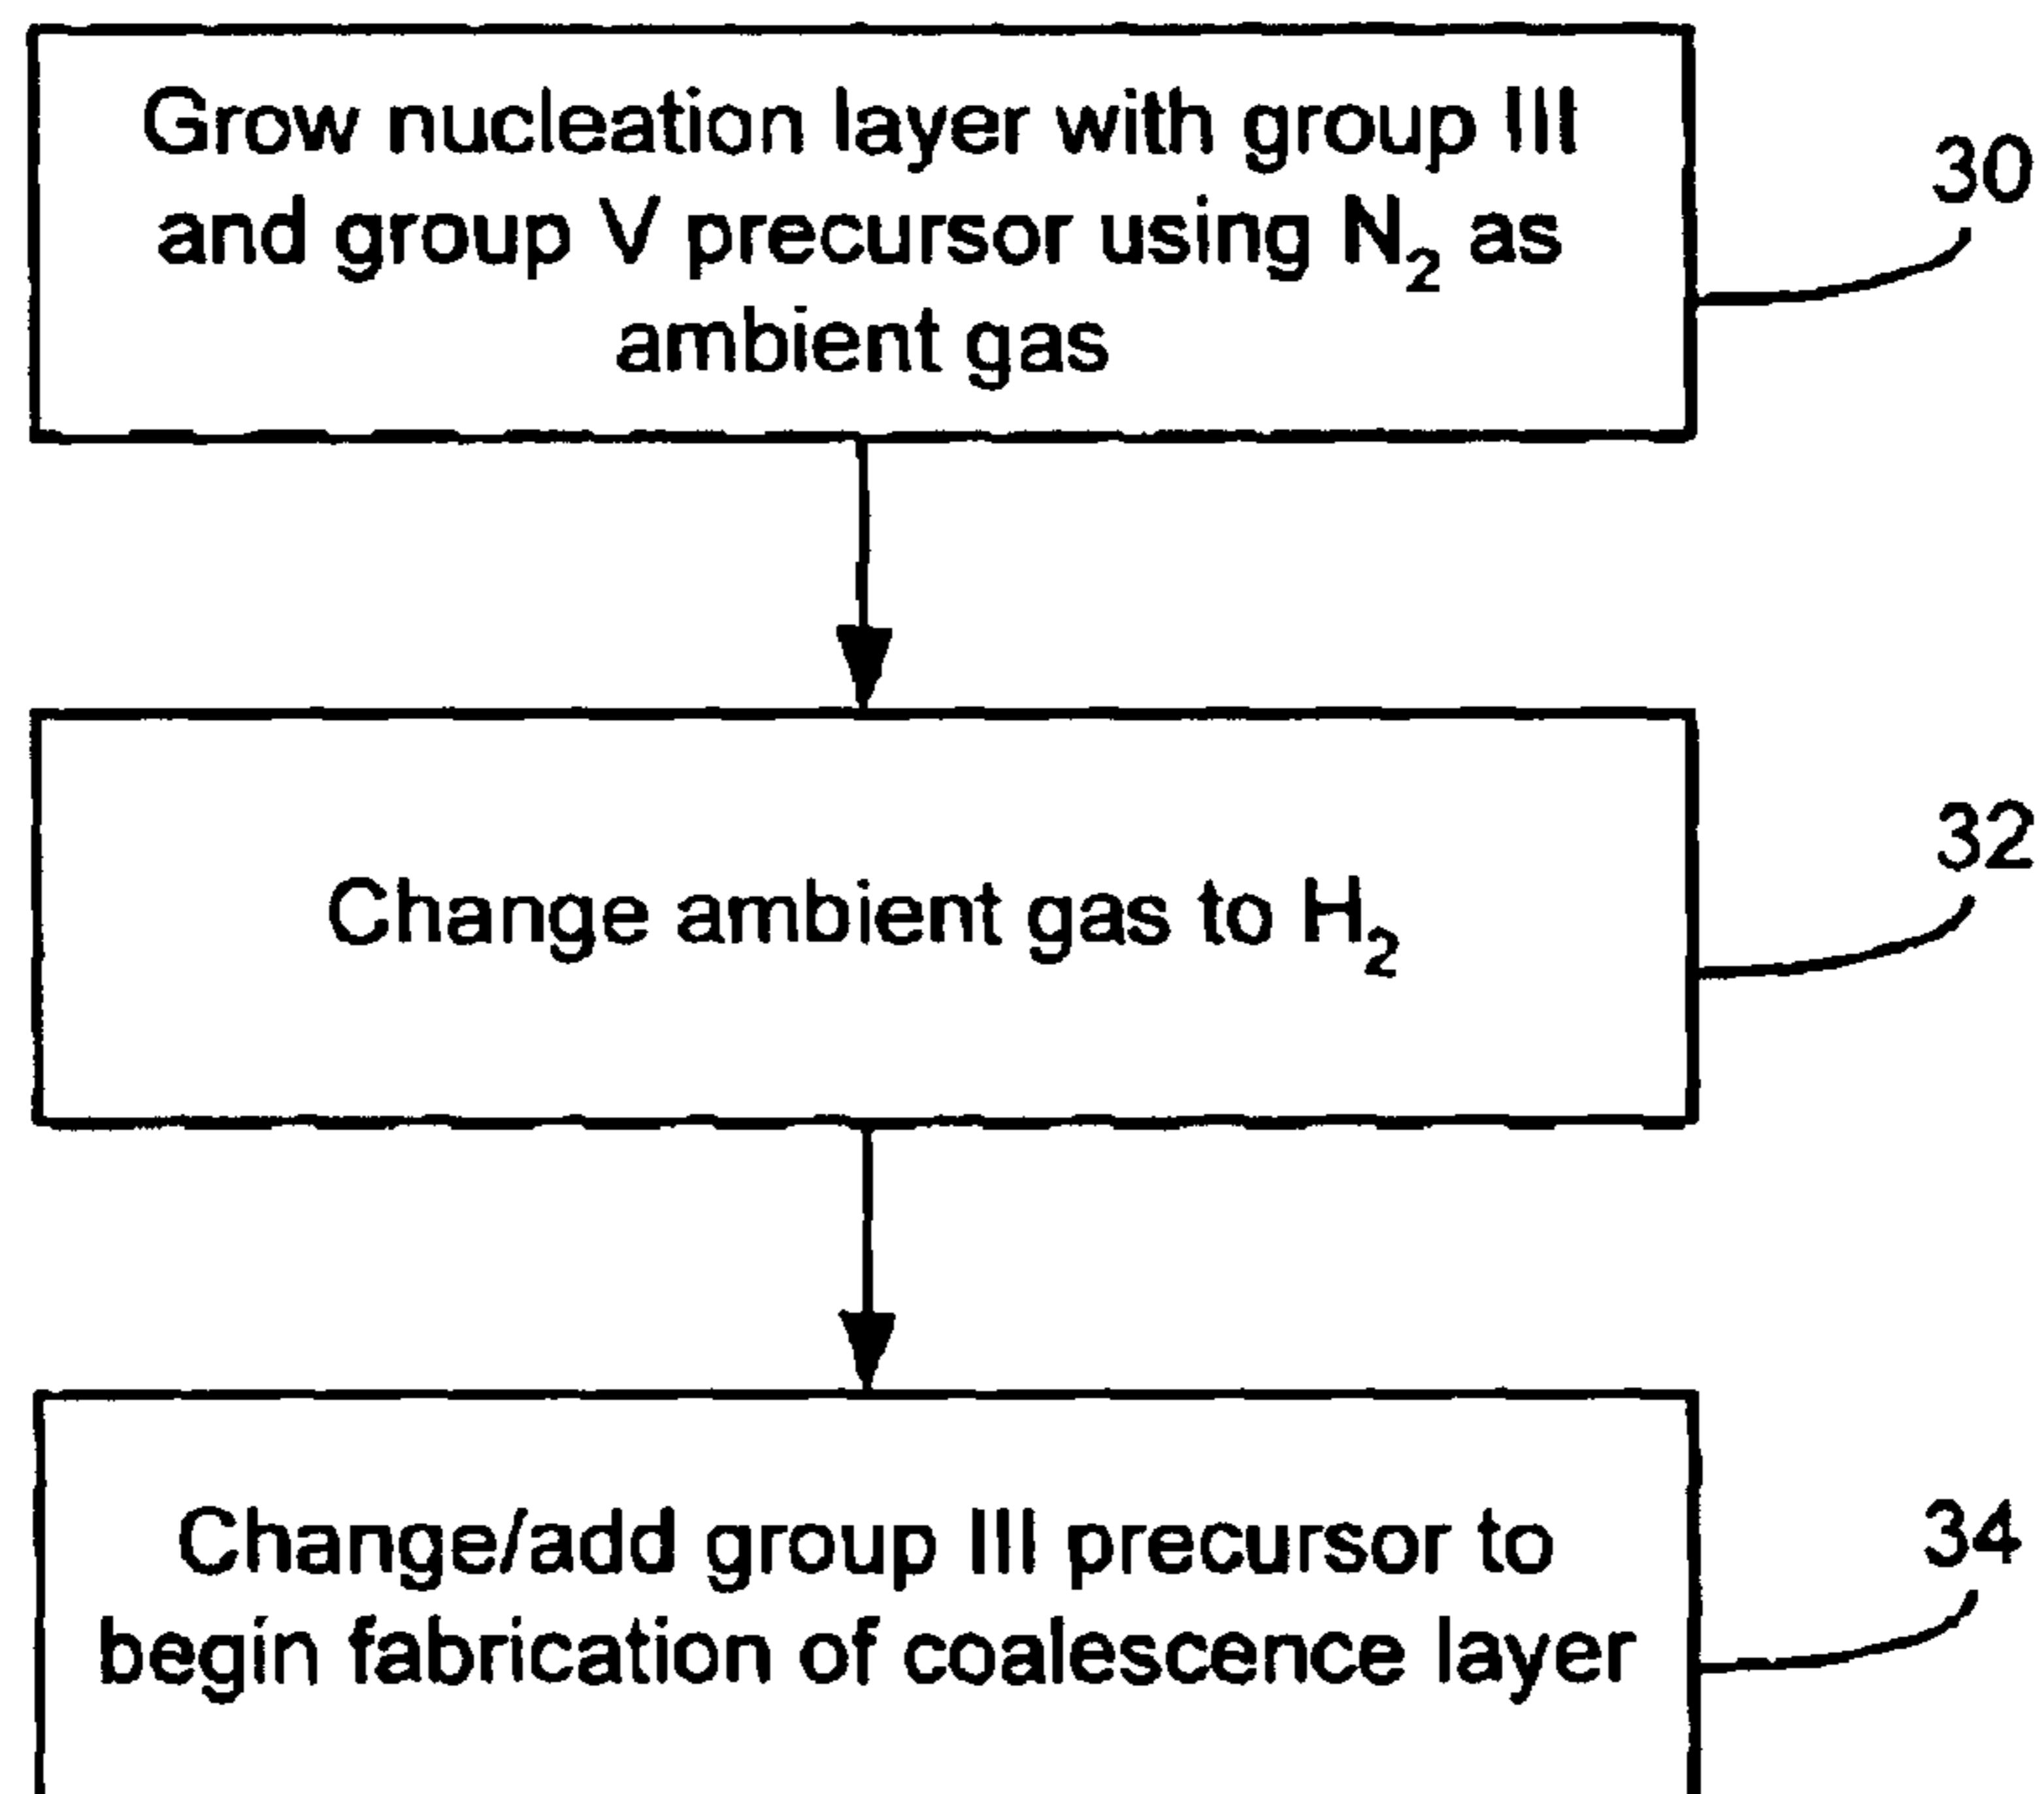 Grow nucleation layer with group III
and group V precursor using N₂ as
ambient gas
30
Change ambient gas to H₂
32
Change/add group III precursor to
begin fabrication of coalescence layer
34